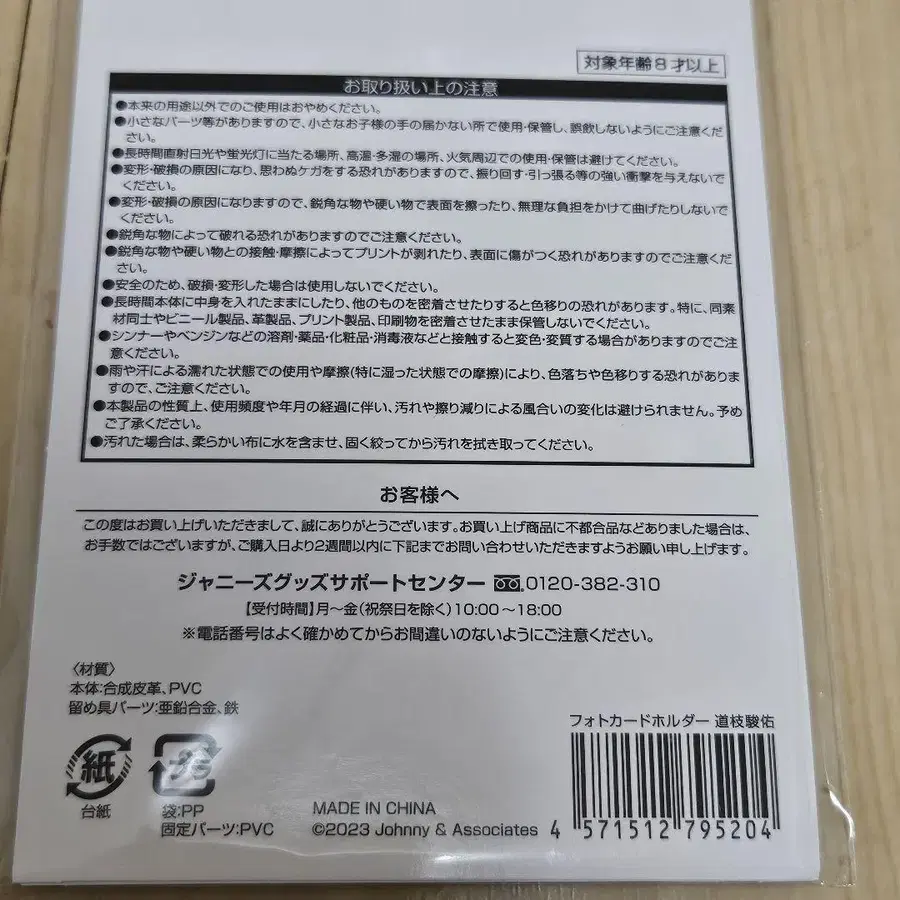 対象年齢8才以上
お取り扱い上の注意
●本来の用途以外でのご使用はおやめください。
●小さなパーツ等がありますので、小さなお子様の手の届かない所で使用・保管し、誤飲しないようにご注意くだ
さい。
●長時間直射日光や蛍光灯に当たる場所、高温・多湿の場所、火気周辺での使用・保管は避けてください。
●変形・破損の原因になり、思わぬケガをする恐れがありますので、振り回す・引っ張る等の強い衝撃を与えないで
ください。
●変形・破損の原因になりますので、鋭角な物や硬い物で表面を擦ったり、無理な負担をかけて曲げたりしないで
ください。
●鋭角な物によって破れる恐れがありますのでご注意ください。
●鋭角な物や硬い物との接触・摩擦によってプリントが剥れたり、表面に傷がつく恐れがありますのでご注意くだ
さい。
●安全のため、破損・変形した場合は使用しないでください。
●長時間本体に中身を入れたままにしたり、他のものを密着させたりすると色移りの恐れがあります。特に、同素
材同士やビニール製品、革製品、プリント製品、印刷物を密着させたまま保管しないでください。
●シンナーやベンジンなどの溶剤・薬品・化粧品・消毒液などと接触すると変色・変質する場合がありますのでご注
意ください。
●雨や汗による濡れた状態での使用や摩擦(特に湿った状態での摩擦)により、色落ちや色移りする恐れがありま
すので、ご注意ください。
●本製品の性質上、使用頻度や年月の経過に伴い、汚れや擦り減りによる風合いの変化は避けられません。予め
ご了承ください。
●汚れた場合は、柔らかい布に水を含ませ、固く絞ってから汚れを拭き取ってください。
お客様へ
この度はお買い上げいただきまして、誠にありがとうございます。お買い上げ商品に不都合品などありました場合は、
お手数ではございますが、ご購入日より2週間以内に下記までお問い合わせいただきますようお願い申し上げます。
ジャニーズグッズサポートセンター 0120-382-310
【受付時間】月〜金(祝祭日を除く)10:00〜18:00
※電話番号はよく確かめてからお間違いのないようにご注意ください。
〈材質〉
本体:合成皮革、PVC
留め具パーツ:亜鉛合金、鉄
フォトカードホルダー 道枝駿佑
紙
プラ
台紙
袋:PP
固定パーツ:PVC
MADE IN CHINA
©2023 Johnny & Associates
4 571512 795204